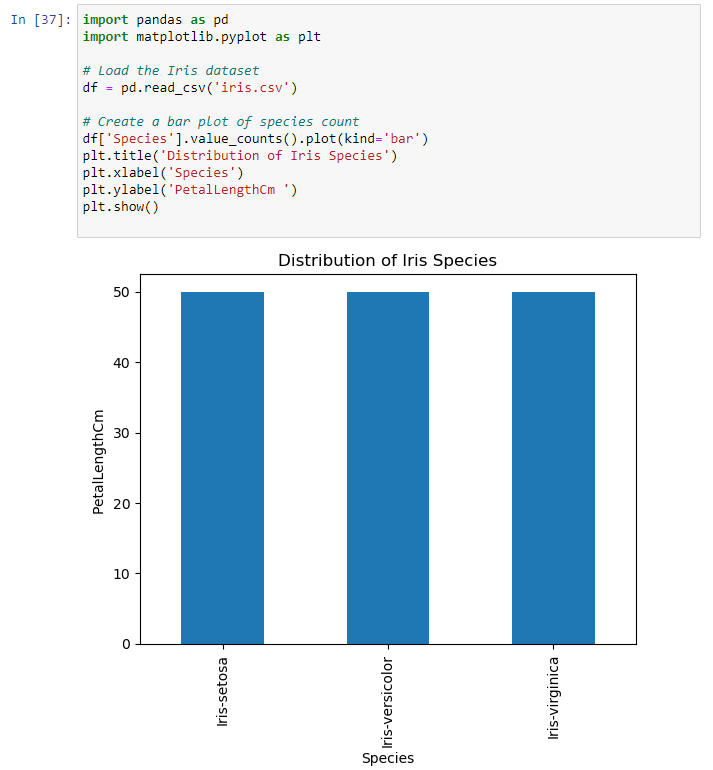 In [37]: import pandas as pd
import matplotlib.pyplot as plt
# Load the Iris dataset
df = pd.read_csv('iris.csv')
# Create a bar plot of species count
df['Species'].value_counts().plot(kind='bar')
plt.title('Distribution of Iris Species')
plt.xlabel('Species')
plt.ylabel('PetalLengthCm ')
plt.show()
Distribution of Iris Species
50
40
30
20
10
0
PetalLengthCm
Iris-setosa
Iris-versicolor
Iris-virginica
Species